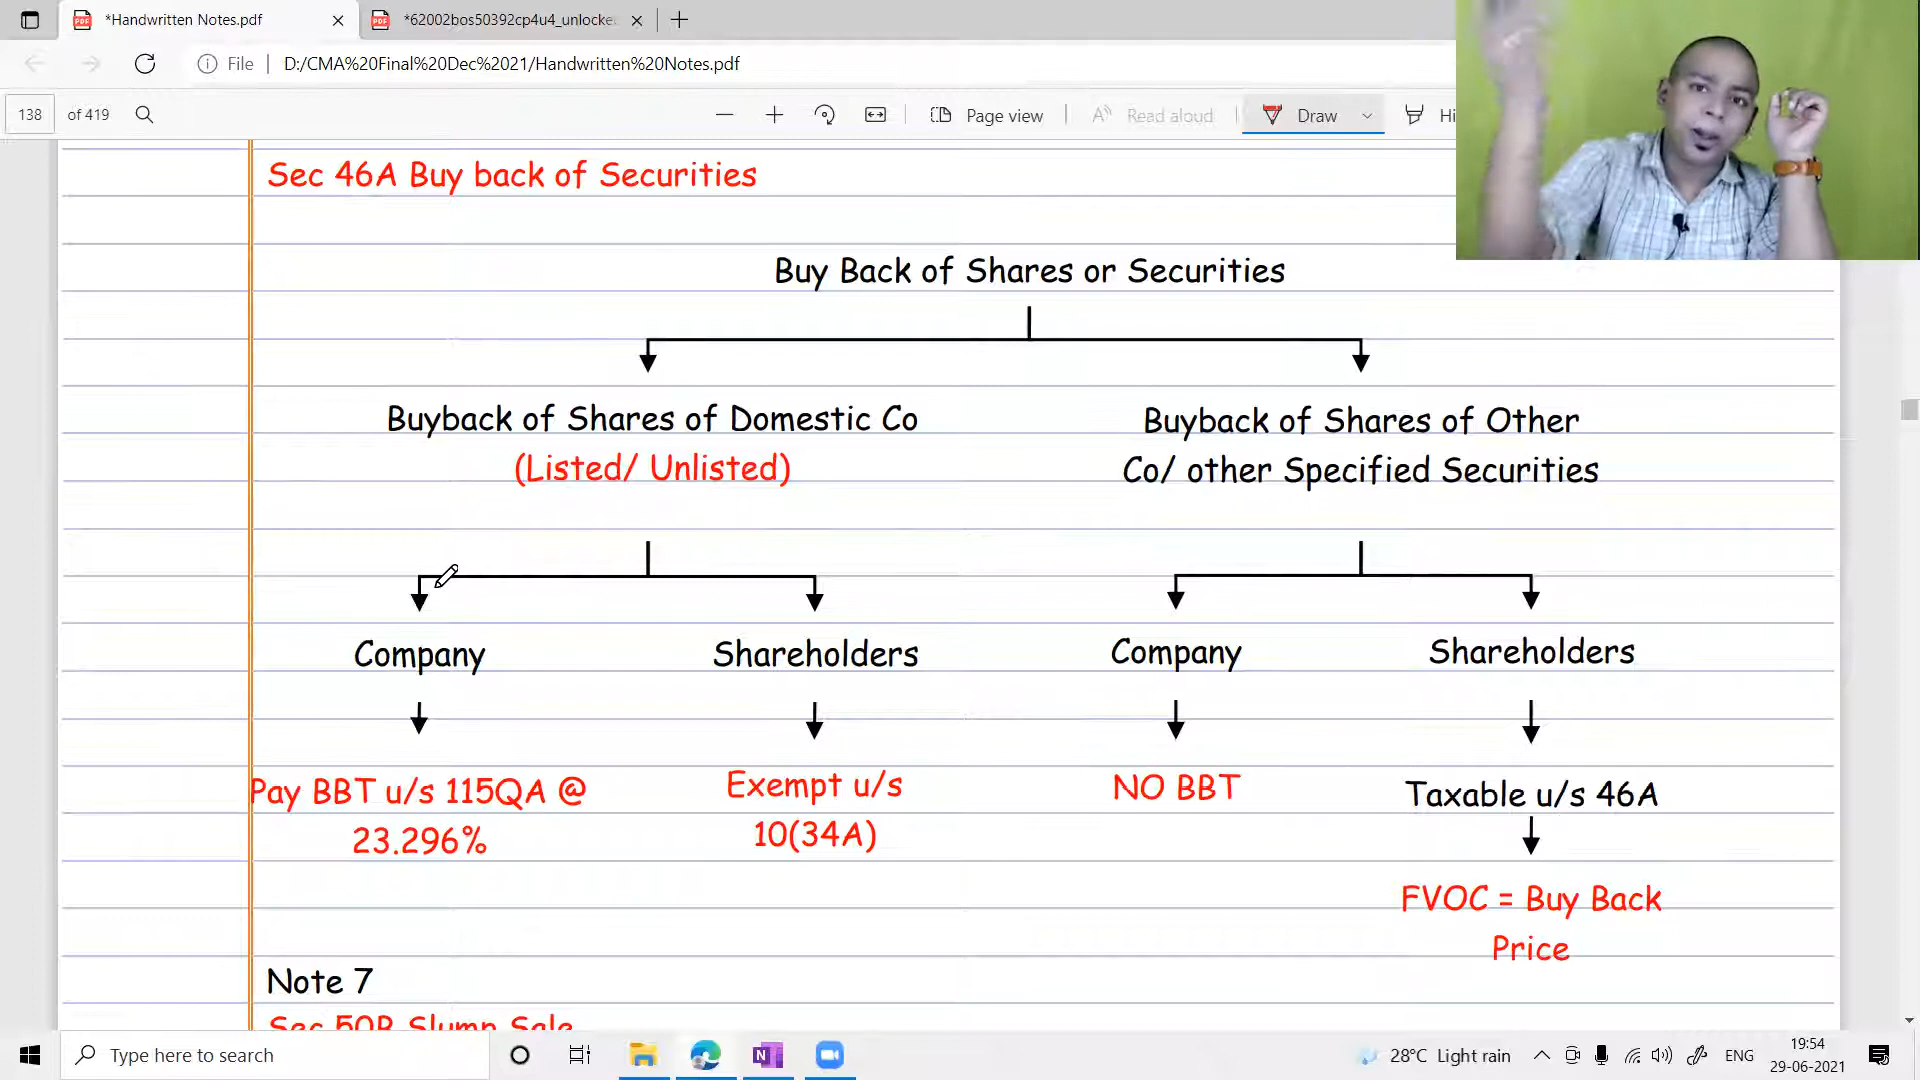 *Handwritten Notes.pdf
*62002bos50392cp4u4_unlocke
File
D:/CMA%20Final%20Dec%2021/Handwritten%20Notes.pdf
138 of 419
Page view
Read aloud
Draw
Sec 46A Buy back of Securities
Buy Back of Shares or Securities
Buyback of Shares of Domestic Co
(Listed/ Unlisted)
Buyback of Shares of Other
Co/ other Specified Securities
Company
Shareholders
Company
Shareholders
Pay BBT u/s 115QA @
23.296%
Exempt u/s
10(34A)
NO BBT
Taxable u/s 46A
FVOC = Buy Back
Price
Note 7
Sec 50B Slump Sale
Type here to search
28°C Light rain
ENG
19:54
29-06-2021